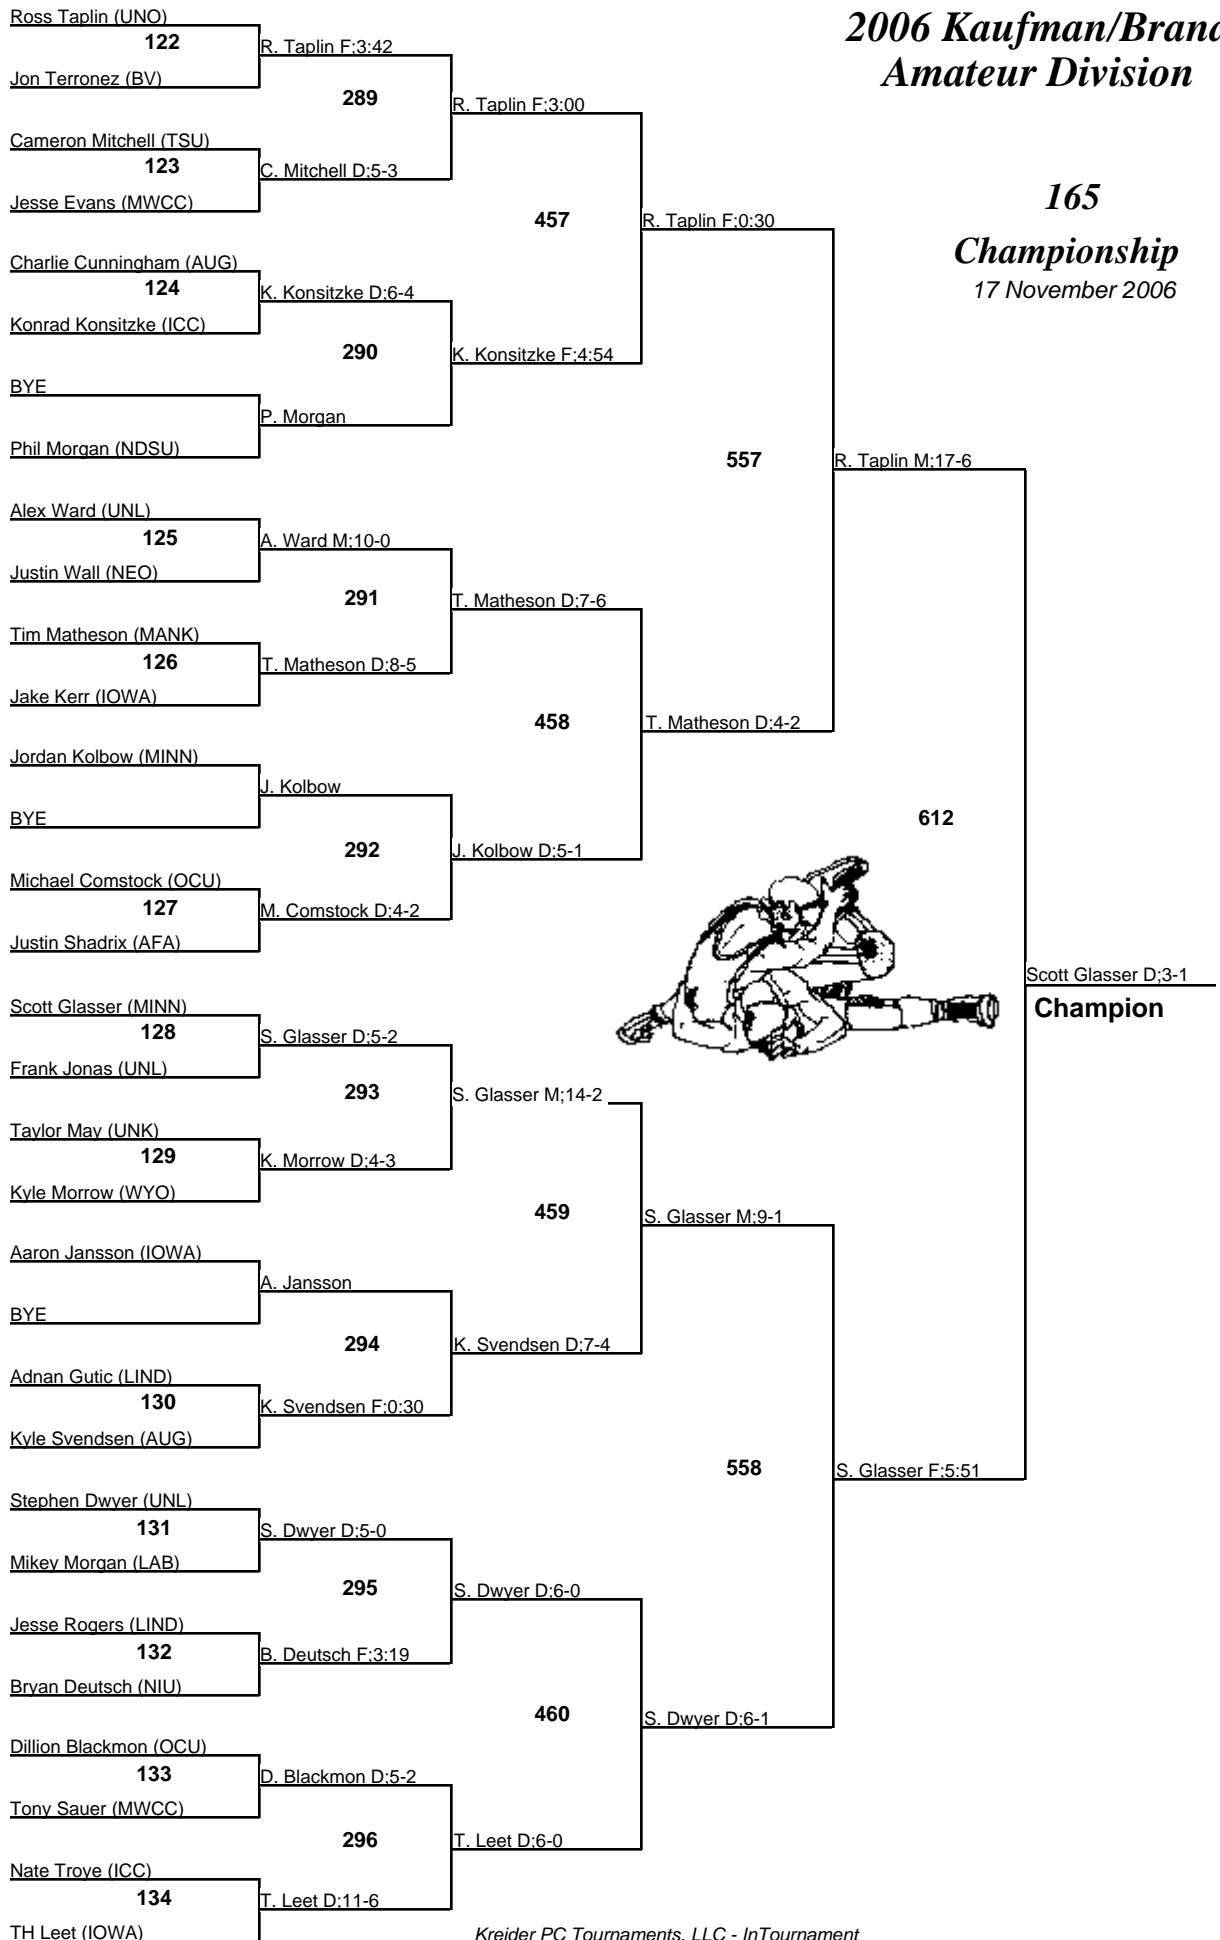 2006 Kaufman/Brand
Amateur Division
165
Championship
17 November 2006
Ross Taplin (UNO)
122
Jon Terronez (BV)
R. Taplin F;3:42
289
Cameron Mitchell (TSU)
123
Jesse Evans (MWCC)
C. Mitchell D;5-3
R. Taplin F;3:00
457
Charlie Cunningham (AUG)
124
Konrad Konsitzke (ICC)
K. Konsitzke D;6-4
290
BYE
Phil Morgan (NDSU)
P. Morgan
K. Konsitzke F;4:54
R. Taplin F;0:30
557
Alex Ward (UNL)
125
Justin Wall (NEO)
A. Ward M;10-0
291
Tim Matheson (MANK)
126
Jake Kerr (IOWA)
T. Matheson D;8-5
T. Matheson D;7-6
458
Jordan Kolbow (MINN)
BYE
J. Kolbow
292
Michael Comstock (OCU)
127
Justin Shadrix (AFA)
M. Comstock D;4-2
J. Kolbow D;5-1
T. Matheson D;4-2
R. Taplin M;17-6
612
Scott Glasser D;3-1
Champion
Scott Glasser (MINN)
128
Frank Jonas (UNL)
S. Glasser D;5-2
293
Taylor May (UNK)
129
Kyle Morrow (WYO)
K. Morrow D;4-3
S. Glasser M;14-2
459
Aaron Jansson (IOWA)
BYE
A. Jansson
294
Adnan Gutic (LIND)
130
Kyle Svendsen (AUG)
K. Svendsen F;0:30
K. Svendsen D;7-4
S. Glasser M;9-1
558
S. Glasser F;5:51
Stephen Dwyer (UNL)
131
Mikey Morgan (LAB)
S. Dwyer D;5-0
295
Jesse Rogers (LIND)
132
Bryan Deutsch (NIU)
B. Deutsch F;3:19
S. Dwyer D;6-0
460
S. Dwyer D;6-1
Dillion Blackmon (OCU)
133
Tony Sauer (MWCC)
D. Blackmon D;5-2
296
Nate Troye (ICC)
134
TH Leet (IOWA)
T. Leet D;11-6
T. Leet D;6-0
Kreider PC Tournaments, LLC - InTournament